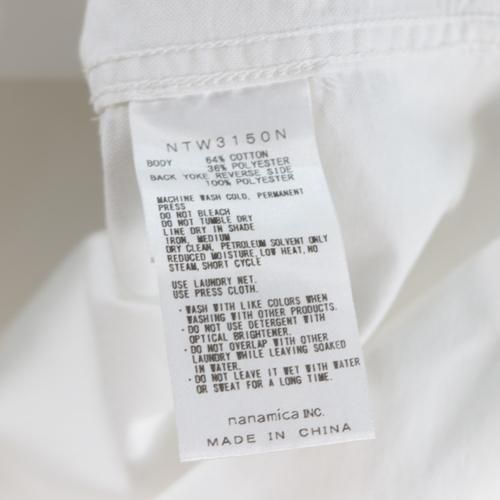 NTW3150N
BODY 64% COTTON
36% POLYESTER
BACK YOKE REVERSE SIDE
100% POLYESTER
MACHINE WASH COLD, PERMANENT
PRESS
DO NOT BLEACH
DO NOT TUMBLE DRY
LINE DRY IN SHADE
IRON, MEDIUM
DRY CLEAN, PETROLEUM SOLVENT ONLY
REDUCED MOISTURE, LOW HEAT, NO
STEAM, SHORT CYCLE
USE LAUNDRY NET.
USE PRESS CLOTH.
・WASH WITH LIKE COLORS WHEN
WASHING WITH OTHER PRODUCTS.
・DO NOT USE DETERGENT WITH
OPTICAL BRIGHTENER.
・DO NOT OVERLAP WITH OTHER
LAUNDRY WHILE LEAVING SOAKED
IN WATER.
・DO NOT LEAVE IT WET WITH WATER
OR SWEAT FOR A LONG TIME.
nanamica INC.
MADE IN CHINA